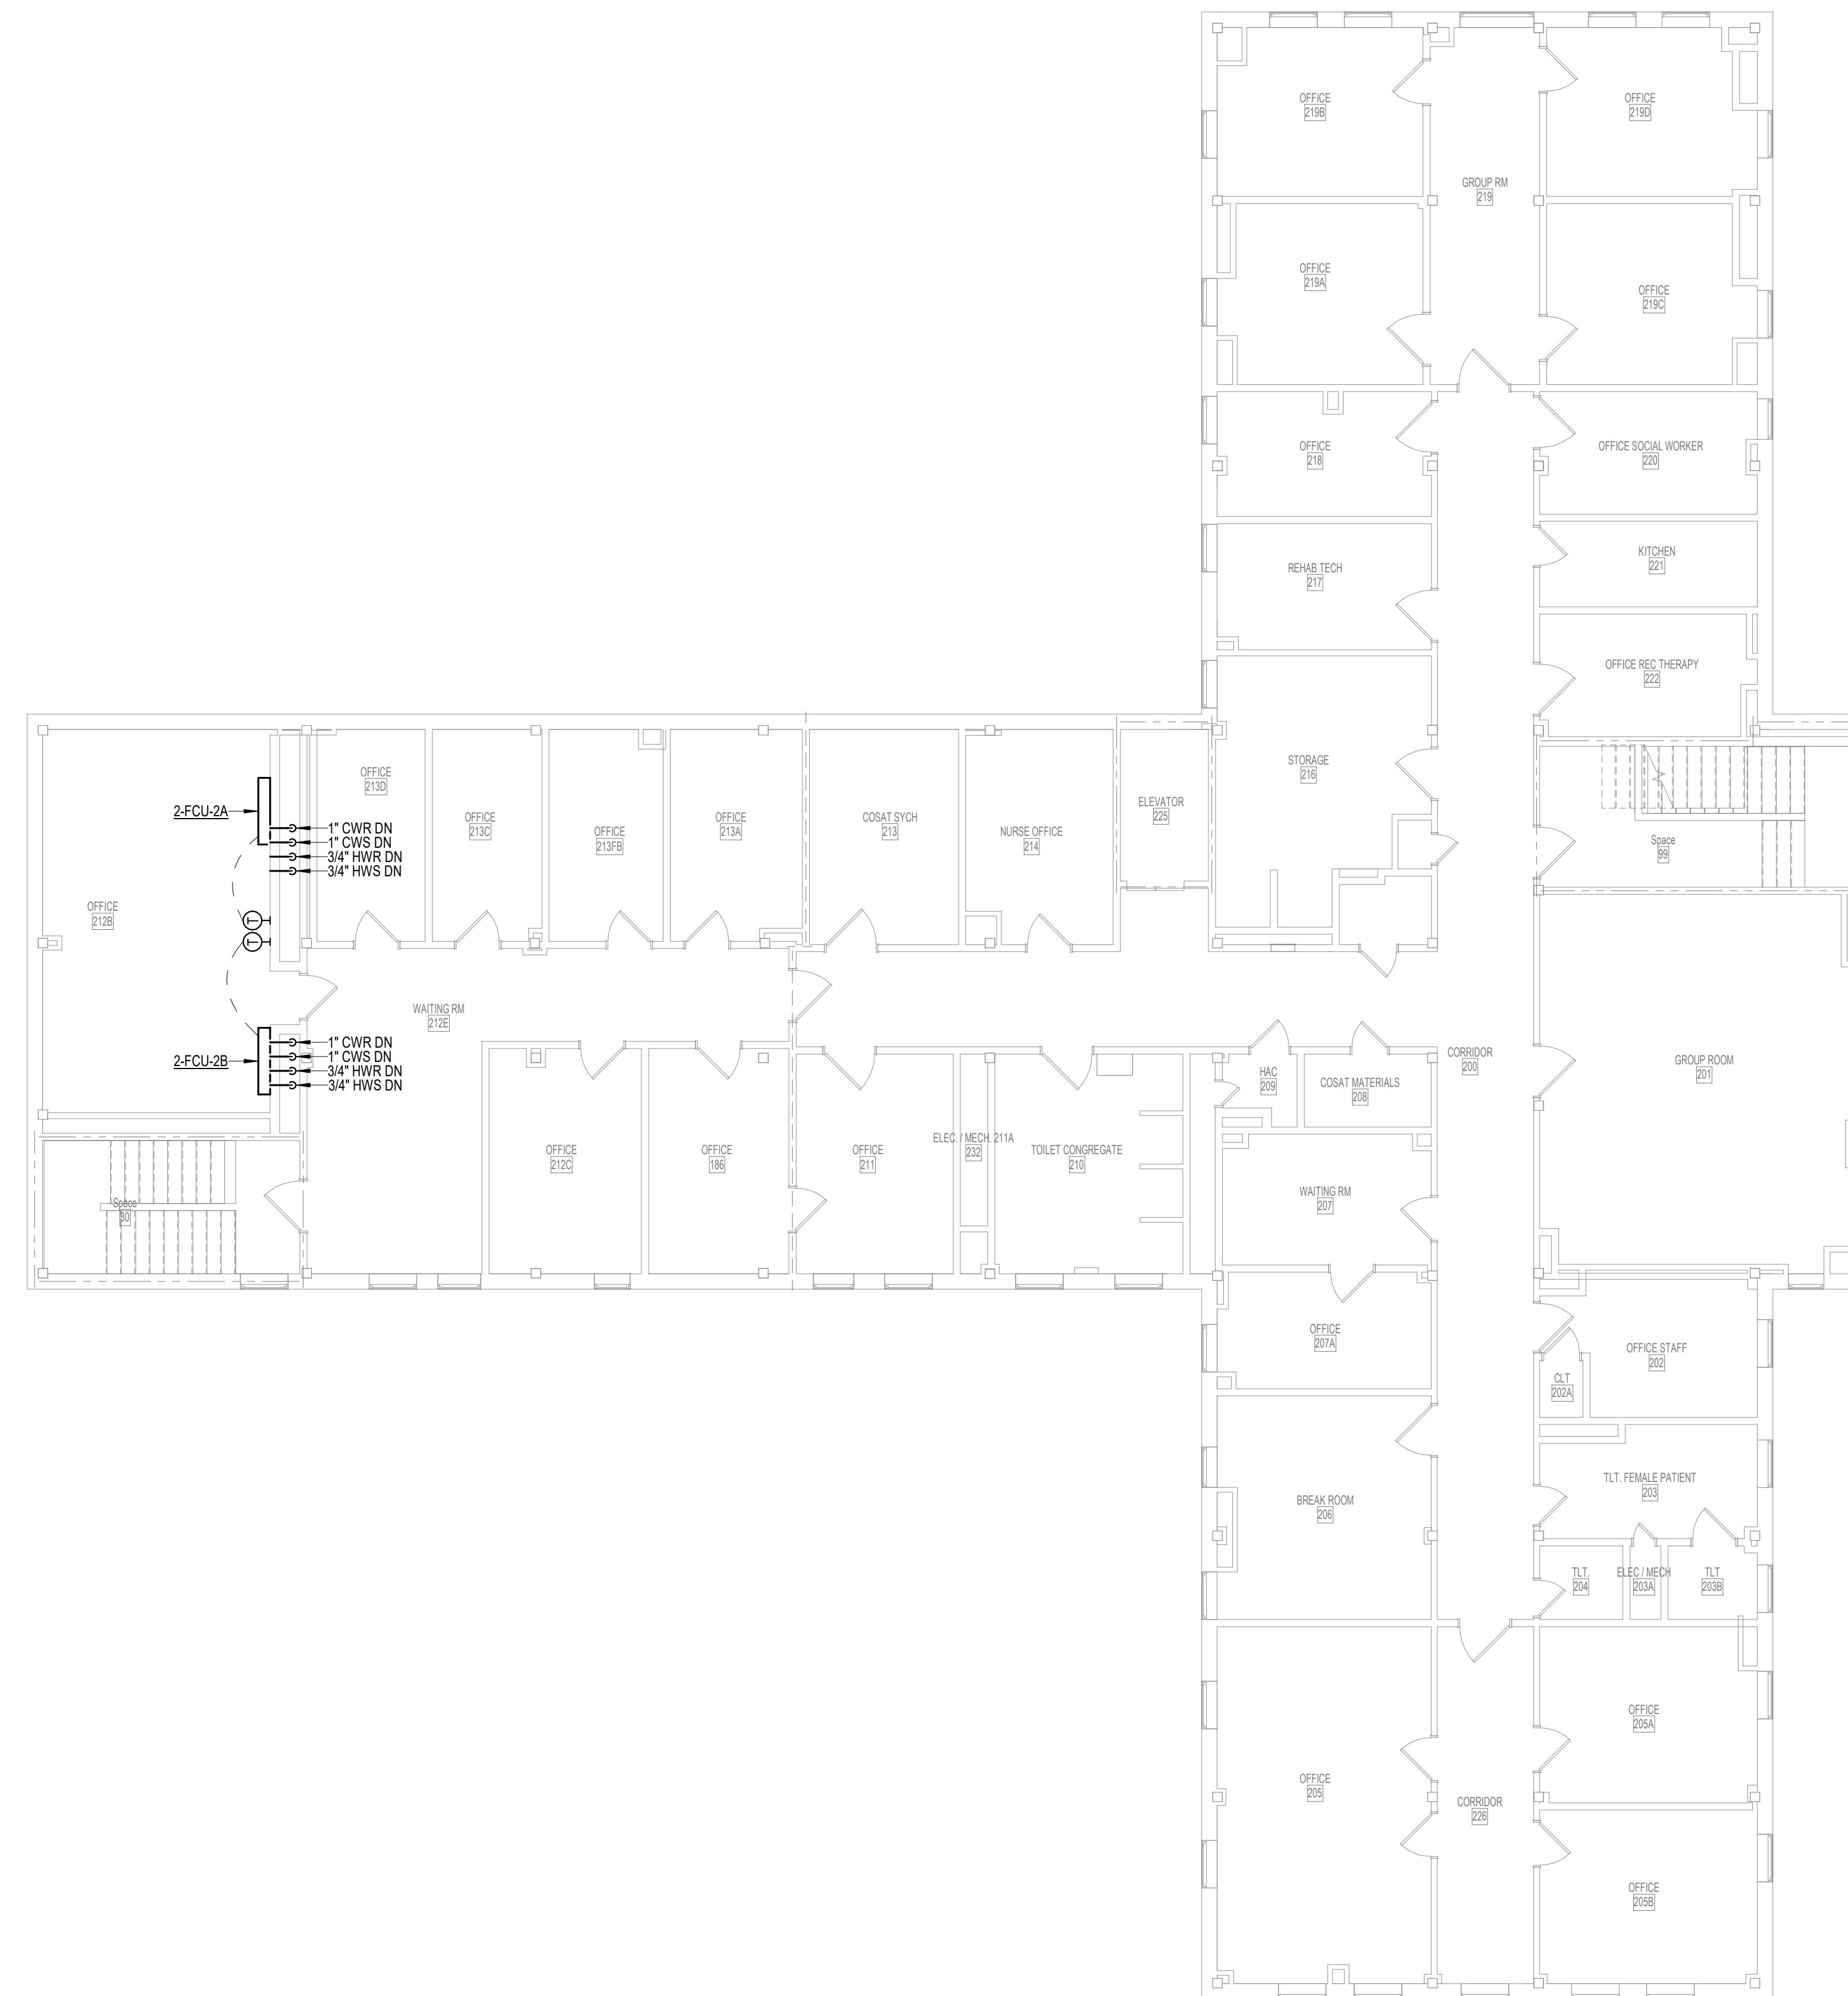 OFFICE
219B
OFFICE
219D
GROUP RM
219
OFFICE
219A
OFFICE
219C
OFFICE
218
OFFICE SOCIAL WORKER
220
REHAB TECH
217
KITCHEN
221
OFFICE REC THERAPY
222
STORAGE
216
ELEVATOR
225
Space
99
OFFICE
213D
OFFICE
213C
OFFICE
213FB
OFFICE
213A
COSAT SYCH
213
NURSE OFFICE
214
2-FCU-2A
1" CWR DN
1" CWS DN
3/4" HWR DN
3/4" HWS DN
OFFICE
212B
T
T
WAITING RM
212E
2-FCU-2B
1" CWR DN
1" CWS DN
3/4" HWR DN
3/4" HWS DN
HAC
209
COSAT MATERIALS
208
CORRIDOR
200
GROUP ROOM
201
OFFICE
212C
OFFICE
186
OFFICE
211
ELEC. / MECH. 211A
232
TOILET CONGREGATE
210
WAITING RM
207
Space
30
OFFICE
207A
OFFICE STAFF
202
CLT
202A
BREAK ROOM
206
TLT. FEMALE PATIENT
203
TLT.
204
ELEC / MECH
203A
TLT
203B
OFFICE
205A
OFFICE
205
CORRIDOR
226
OFFICE
205B